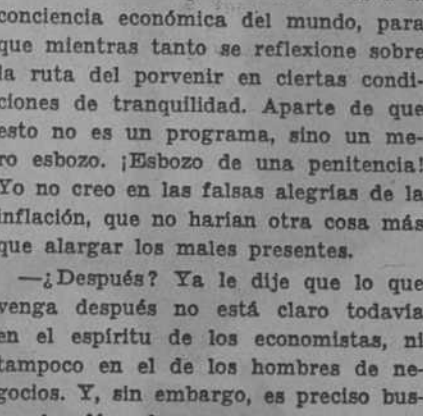 conciencia económica del mundo, para
que mientras tanto se reflexione sobre
la ruta del porvenir en ciertas condi-
ciones de tranquilidad. Aparte de que
esto no es un programa, sino un me-
ro esbozo. ¡Esbozo de una penitencia!
Yo no creo en las falsas alegrías de la
inflación, que no harían otra cosa más
que alargar los males presentes.
—¿Después? Ya le dije que lo que
venga después no está claro todavía
en el espíritu de los economistas, ni
tampoco en el de los hombres de ne-
gocios. Y, sin embargo, es preciso bus-